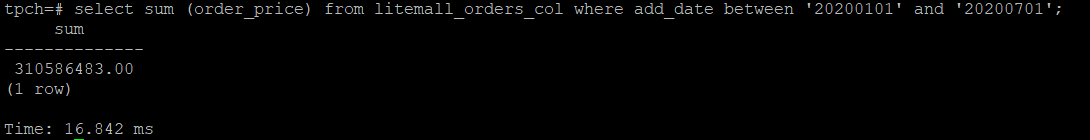 tpch=# select sum (order_price) from litemall_orders_col where add_date between '20200101' and '20200701';
sum
--------------
310586483.00
(1 row)
Time: 16.842 ms